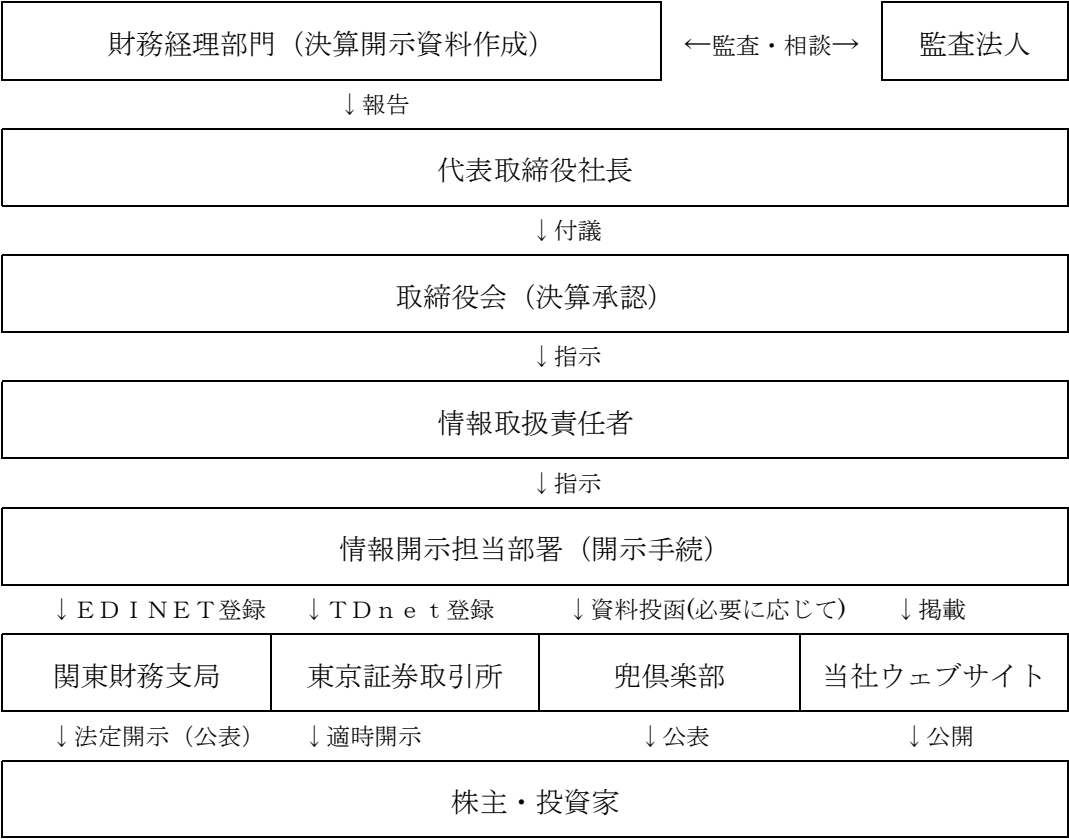 財務経理部門（決算開示資料作成） ←監査・相談→ 監査法人
↓報告
代表取締役社長
↓付議
取締役会（決算承認）
↓指示
情報取扱責任者
↓指示
情報開示担当部署（開示手続）
↓ＥＤＩＮＥＴ登録 ↓ＴＤｎｅｔ登録 ↓資料投函(必要に応じて) ↓掲載
関東財務支局 東京証券取引所 兜倶楽部 当社ウェブサイト
↓法定開示（公表） ↓適時開示 ↓公表 ↓公開
株主・投資家